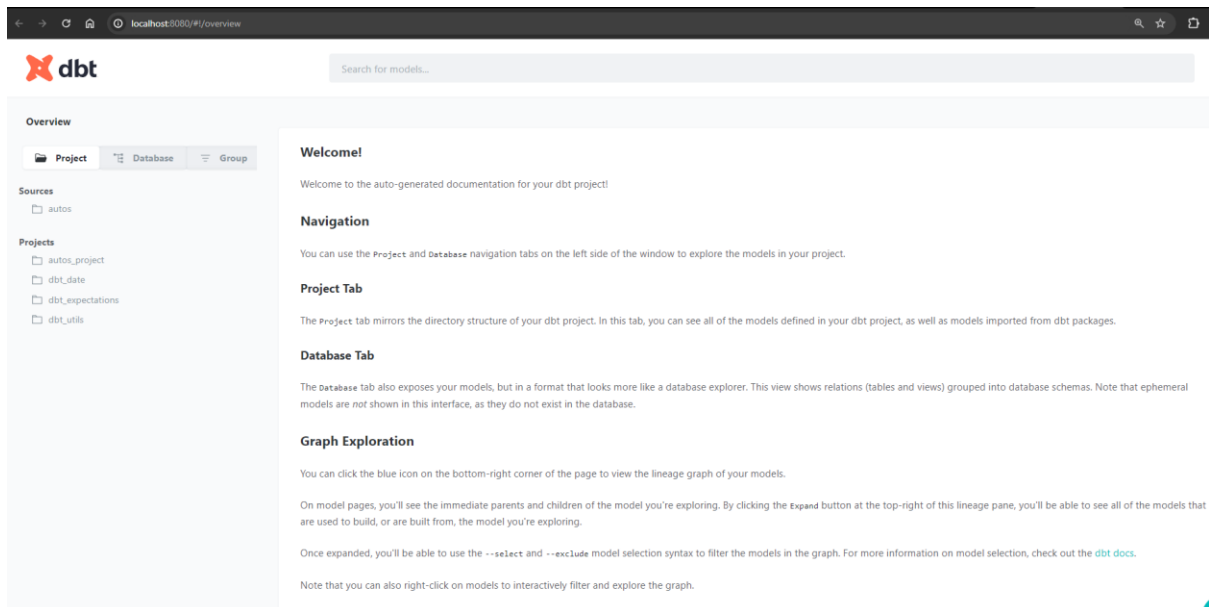 localhost:8080/#!/overview
dbt
Search for models...
Overview
Project Database Group
Sources
autos
Projects
autos_project
dbt_date
dbt_expectations
dbt_utils
Welcome!
Welcome to the auto-generated documentation for your dbt project!
Navigation
You can use the Project and Database navigation tabs on the left side of the window to explore the models in your project.
Project Tab
The Project tab mirrors the directory structure of your dbt project. In this tab, you can see all of the models defined in your dbt project, as well as models imported from dbt packages.
Database Tab
The Database tab also exposes your models, but in a format that looks more like a database explorer. This view shows relations (tables and views) grouped into database schemas. Note that ephemeral
models are not shown in this interface, as they do not exist in the database.
Graph Exploration
You can click the blue icon on the bottom-right corner of the page to view the lineage graph of your models.
On model pages, you'll see the immediate parents and children of the model you're exploring. By clicking the Expand button at the top-right of this lineage pane, you'll be able to see all of the models that
are used to build, or are built from, the model you're exploring.
Once expanded, you'll be able to use the --select and --exclude model selection syntax to filter the models in the graph. For more information on model selection, check out the dbt docs.
Note that you can also right-click on models to interactively filter and explore the graph.